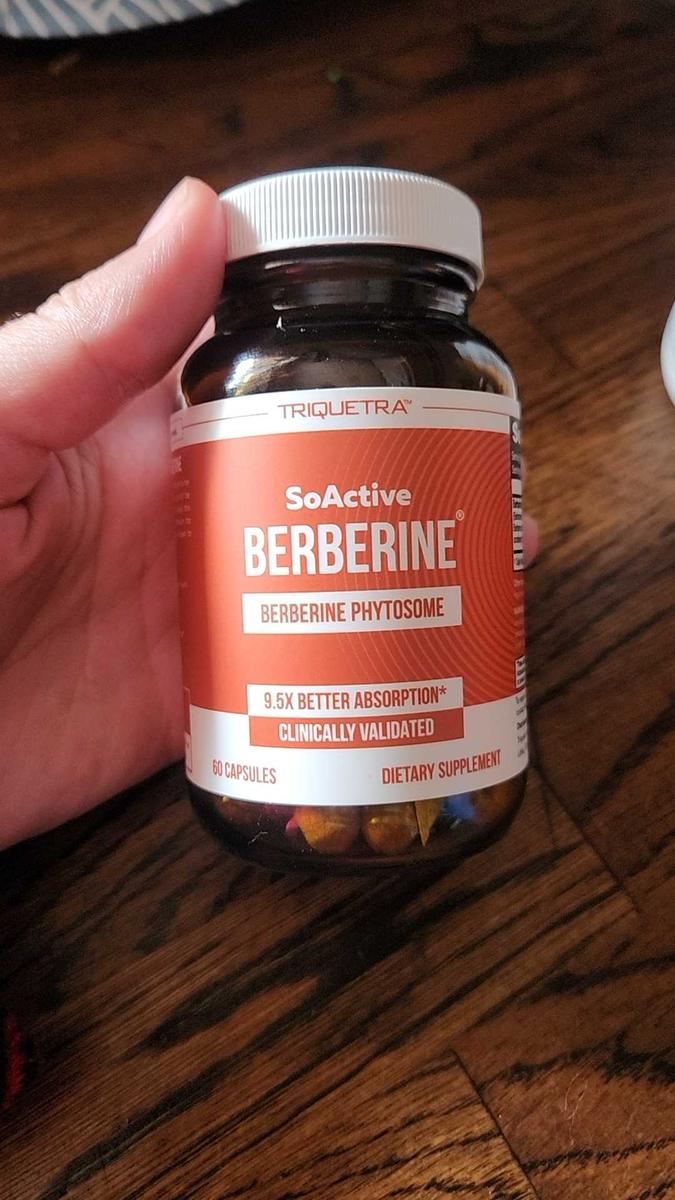 TRIQUETRA™
SoActive
BERBERINE®
BERBERINE PHYTOSOME
9.5X BETTER ABSORPTION*
CLINICALLY VALIDATED
60 CAPSULES
DIETARY SUPPLEMENT